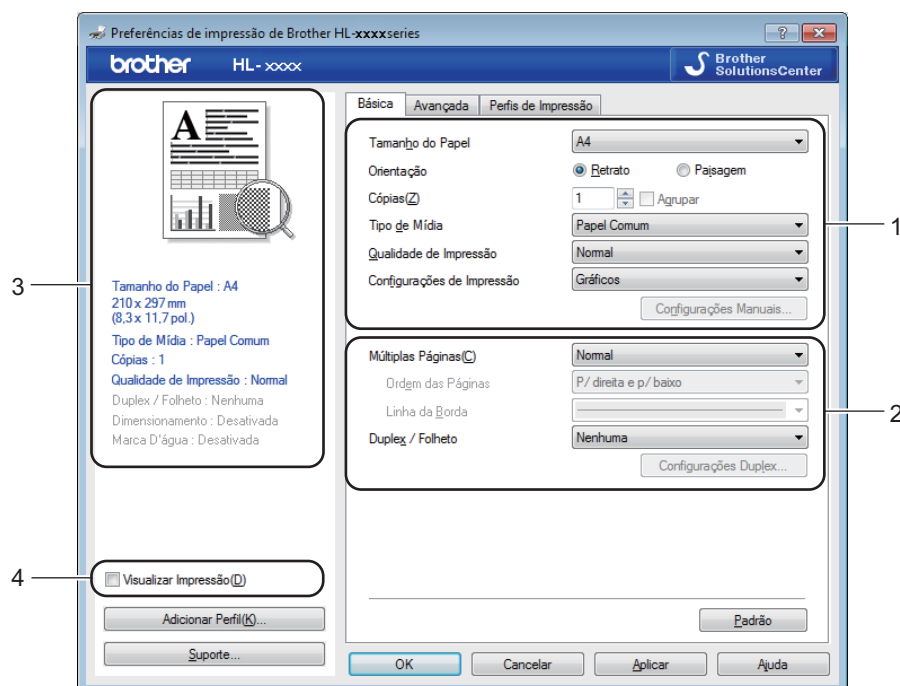 Preferências de impressão de Brother HL-xxxxseries
brother HL- xxxx
Brother
SolutionsCenter
A
Tamanho do Papel : A4
210 x 297 mm
(8,3 x 11,7 pol.)
Tipo de Mídia : Papel Comum
Cópias : 1
Qualidade de Impressão : Normal
Duplex / Folheto : Nenhuma
Dimensionamento : Desativada
Marca D'água : Desativada
3
Visualizar Impressão(D)
4
Adicionar Perfil(K)...
Suporte...
Básica Avançada Perfis de Impressão
Tamanho do Papel A4
Orientação Retrato Paisagem
Cópias(Z) 1 Agrupar
Tipo de Mídia Papel Comum
Qualidade de Impressão Normal
Configurações de Impressão Gráficos
Configurações Manuais...
1
Múltiplas Páginas(C) Normal
Ordem das Páginas P/ direita e p/ baixo
Linha da Borda
Duplex / Folheto Nenhuma
Configurações Duplex...
2
Padrão
OK Cancelar Aplicar Ajuda